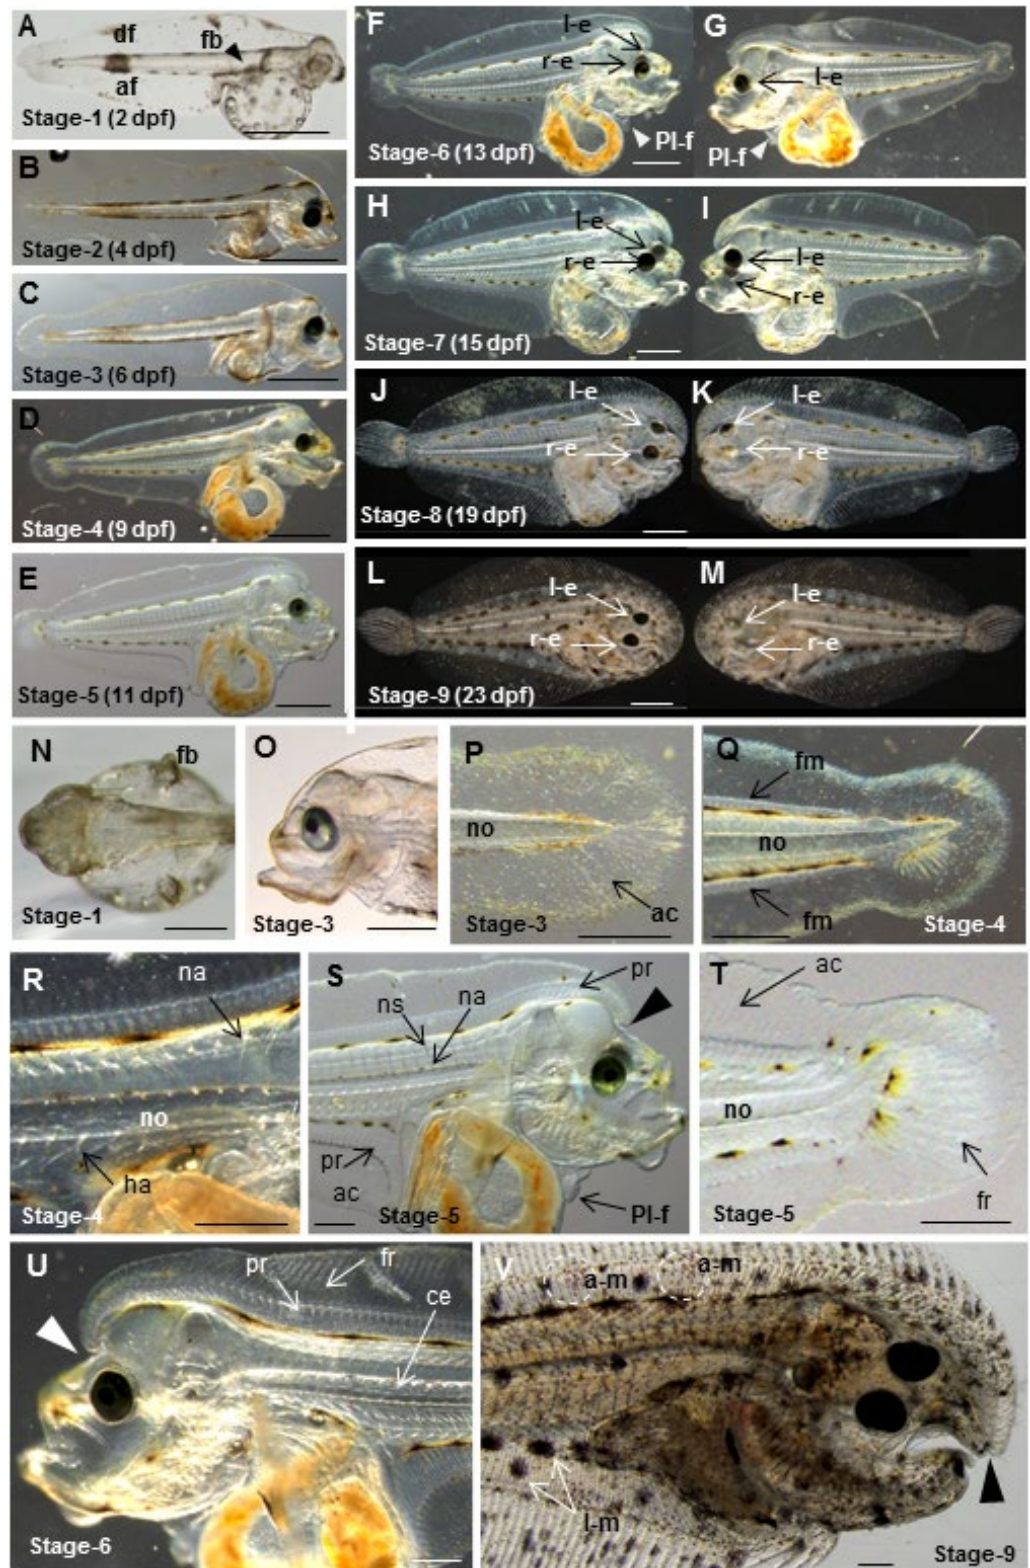 A
df
fb
af
Stage-1 (2 dpf)
B
Stage-2 (4 dpf)
C
Stage-3 (6 dpf)
D
Stage-4 (9 dpf)
E
Stage-5 (11 dpf)
F
l-e
r-e
Pl-f
Stage-6 (13 dpf)
G
l-e
Pl-f
H
l-e
r-e
Stage-7 (15 dpf)
I
l-e
r-e
J
l-e
r-e
Stage-8 (19 dpf)
K
l-e
r-e
L
l-e
r-e
Stage-9 (23 dpf)
M
l-e
r-e
N
fb
Stage-1
O
Stage-3
P
no
ac
Stage-3
Q
fm
no
fm
Stage-4
R
na
no
ha
Stage-4
S
pr
ns
na
pr
ac
Stage-5
Pl-f
T
ac
no
fr
Stage-5
U
pr
fr
ce
Stage-6
V
a-m
a-m
l-m
Stage-9